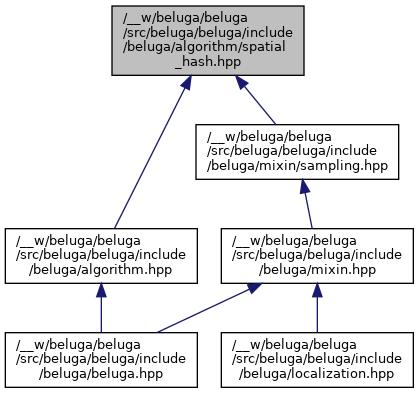 /__w/beluga/beluga
/src/beluga/beluga/include
/beluga/algorithm/spatial
_hash.hpp
/__w/beluga/beluga
/src/beluga/beluga/include
/beluga/mixin/sampling.hpp
/__w/beluga/beluga
/src/beluga/beluga/include
/beluga/algorithm.hpp
/__w/beluga/beluga
/src/beluga/beluga/include
/beluga/mixin.hpp
/__w/beluga/beluga
/src/beluga/beluga/include
/beluga/beluga.hpp
/__w/beluga/beluga
/src/beluga/beluga/include
/beluga/localization.hpp